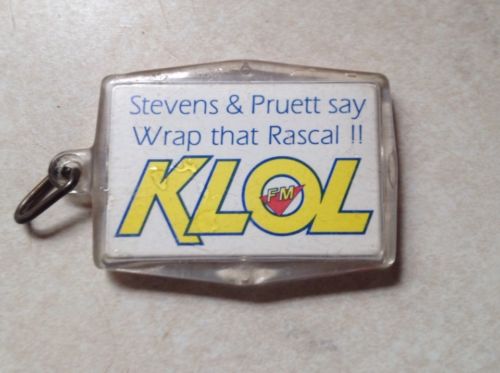 Stevens & Pruett say
Wrap that Rascal !!
KLOL
FM